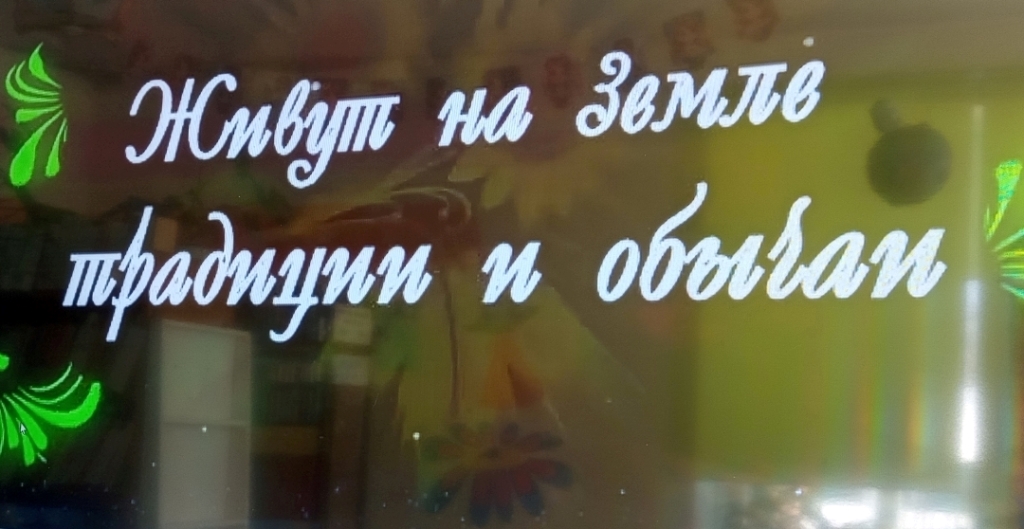 Живут на Земле
традиции и обычаи